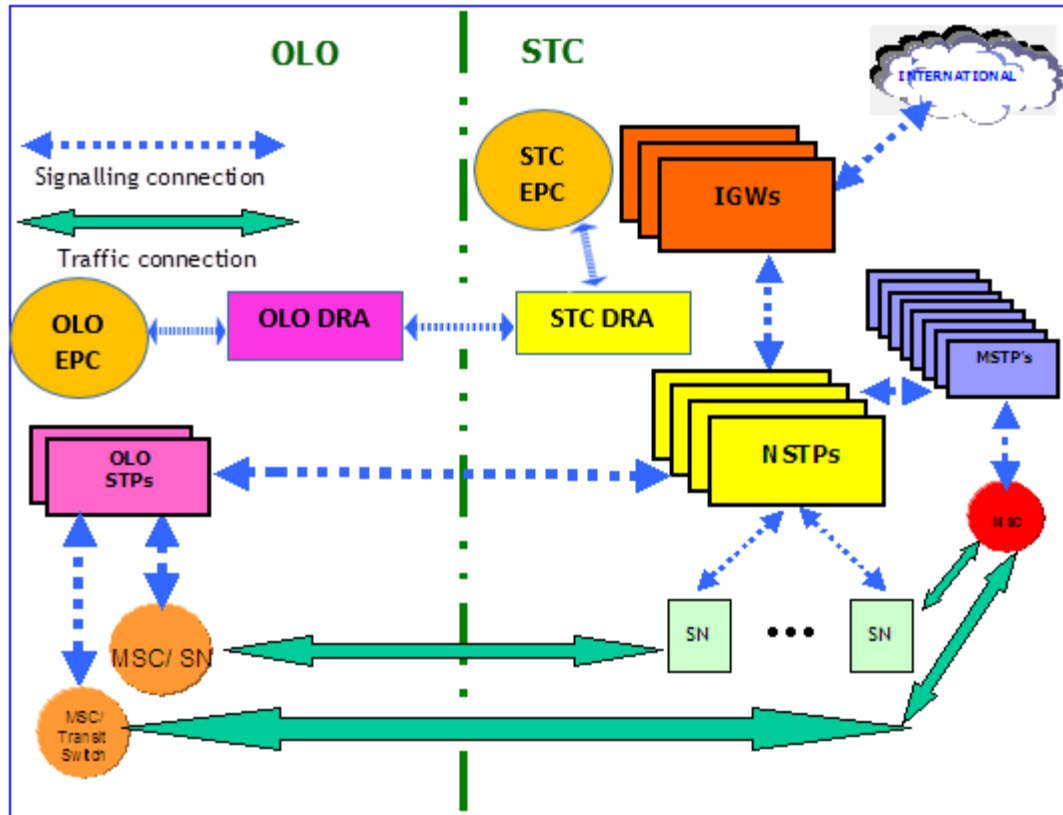 OLO
STC
INTERNATIONAL
Signalling connection
Traffic connection
STC
EPC
IGWs
OLO
EPC
OLO DRA
STC DRA
MSTP's
OLO
STPs
NSTPs
SN
SN
MSC/ SN
MSC/
Transit
Switch